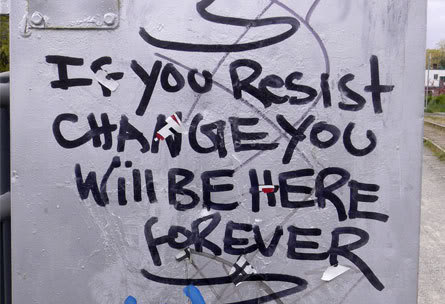 If you Resist
CHANGE YOU
Will BE HERE
foREVER